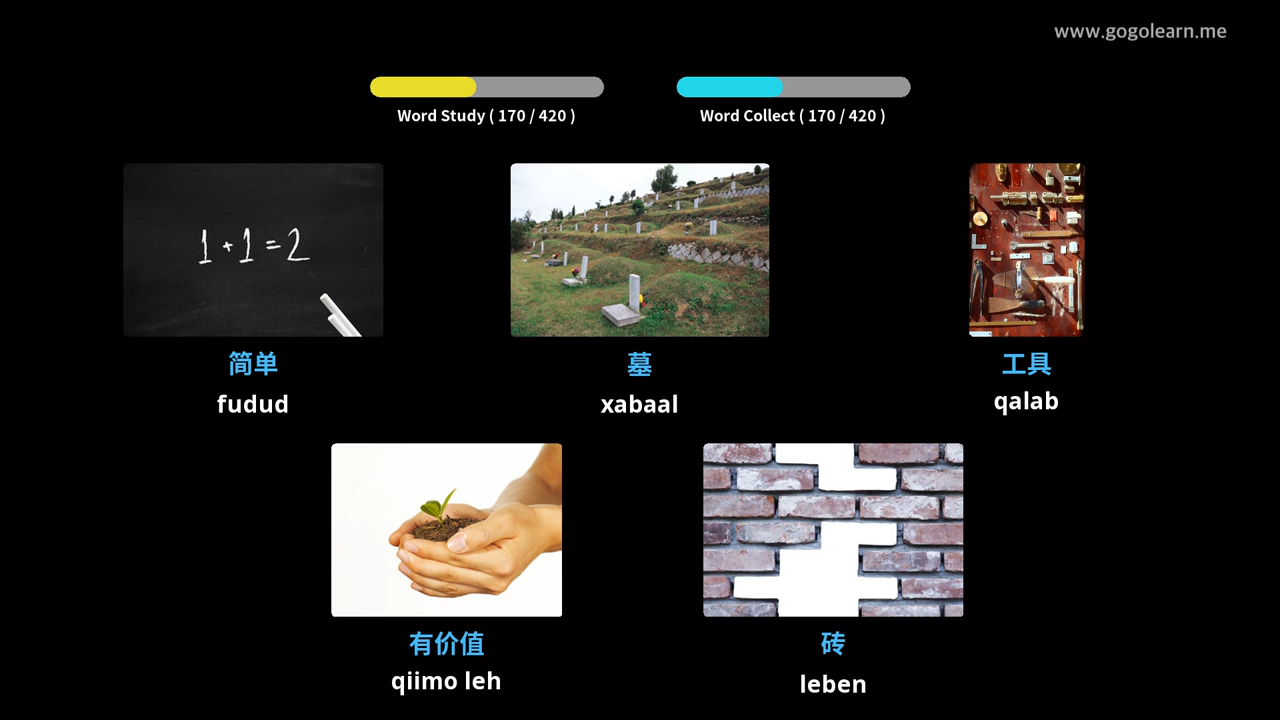 www.gogolearn.me
Word Study ( 170 / 420 )
Word Collect ( 170 / 420 )
1 + 1 = 2
简单
fudud
墓
xabaal
工具
qalab
有价值
qiimo leh
砖
leben